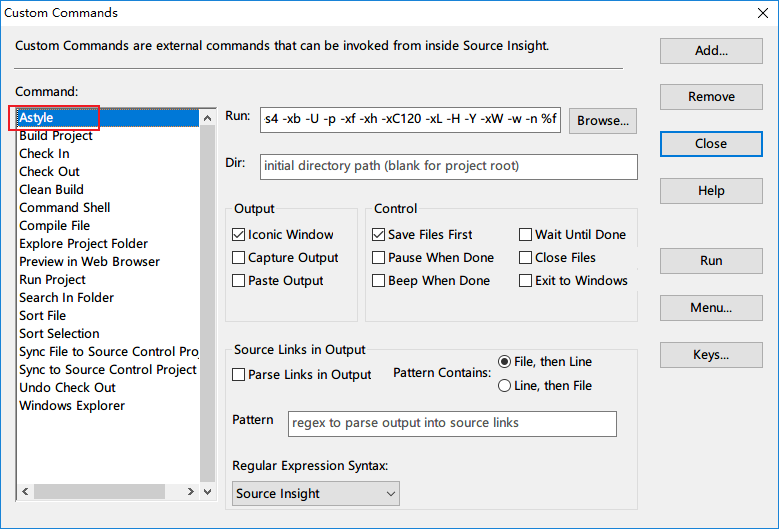 Custom Commands
Custom Commands are external commands that can be invoked from inside Source Insight.
Add...
Remove
Close
Help
Run
Menu...
Keys...
Command:
Astyle
Build Project
Check In
Check Out
Clean Build
Command Shell
Compile File
Explore Project Folder
Preview in Web Browser
Run Project
Search In Folder
Sort File
Sort Selection
Sync File to Source Control Proj
Sync to Source Control Project
Undo Check Out
Windows Explorer
Run:
s4 -xb -U -p -xf -xh -xC120 -xL -H -Y -xW -w -n %f
Browse...
Dir:
initial directory path (blank for project root)
Output
Iconic Window
Capture Output
Paste Output
Control
Save Files First
Wait Until Done
Pause When Done
Close Files
Beep When Done
Exit to Windows
Source Links in Output
Parse Links in Output
Pattern Contains:
File, then Line
Line, then File
Pattern
regex to parse output into source links
Regular Expression Syntax:
Source Insight